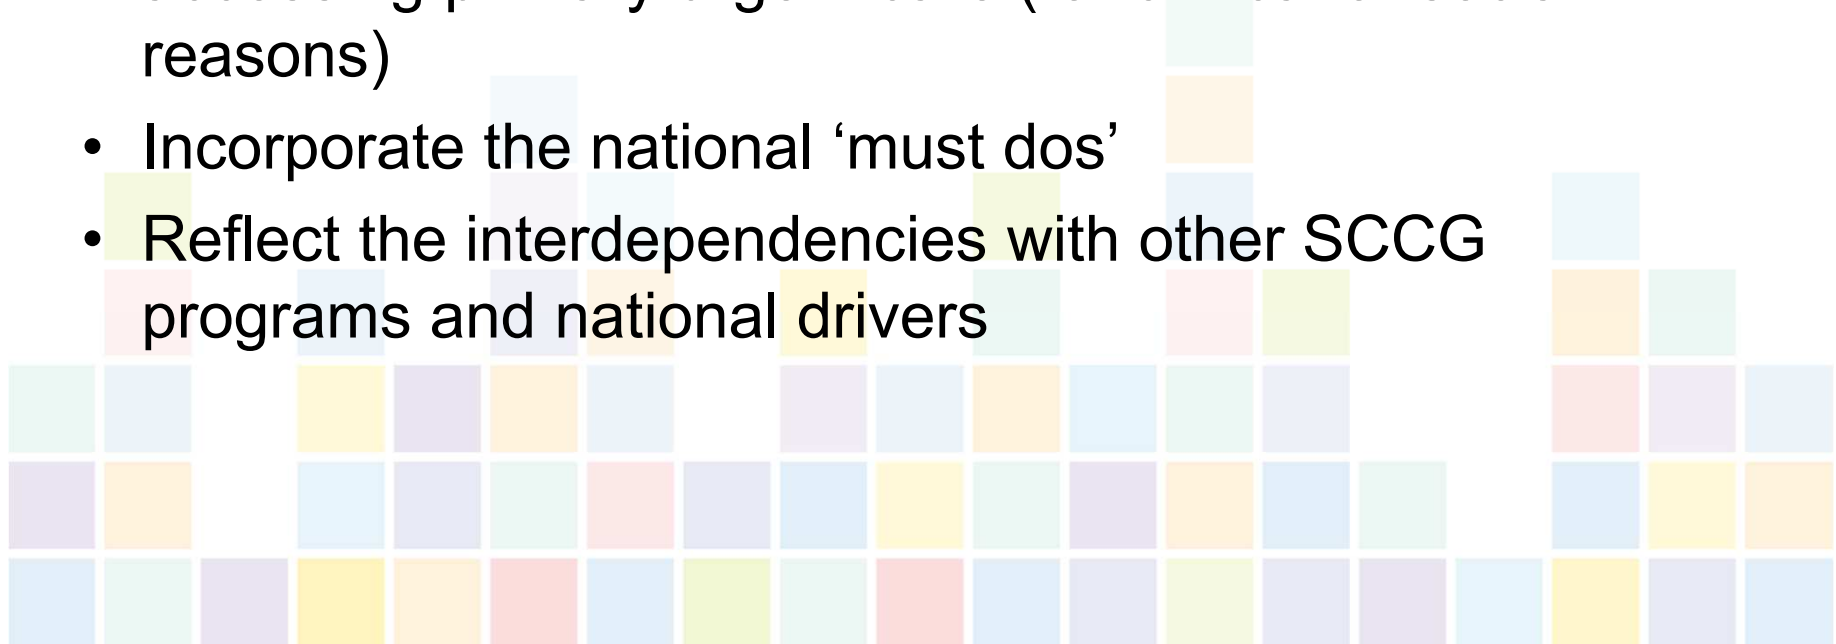 reasons)
• Incorporate the national ‘must dos’
• Reflect the interdependencies with other SCCG
programs and national drivers